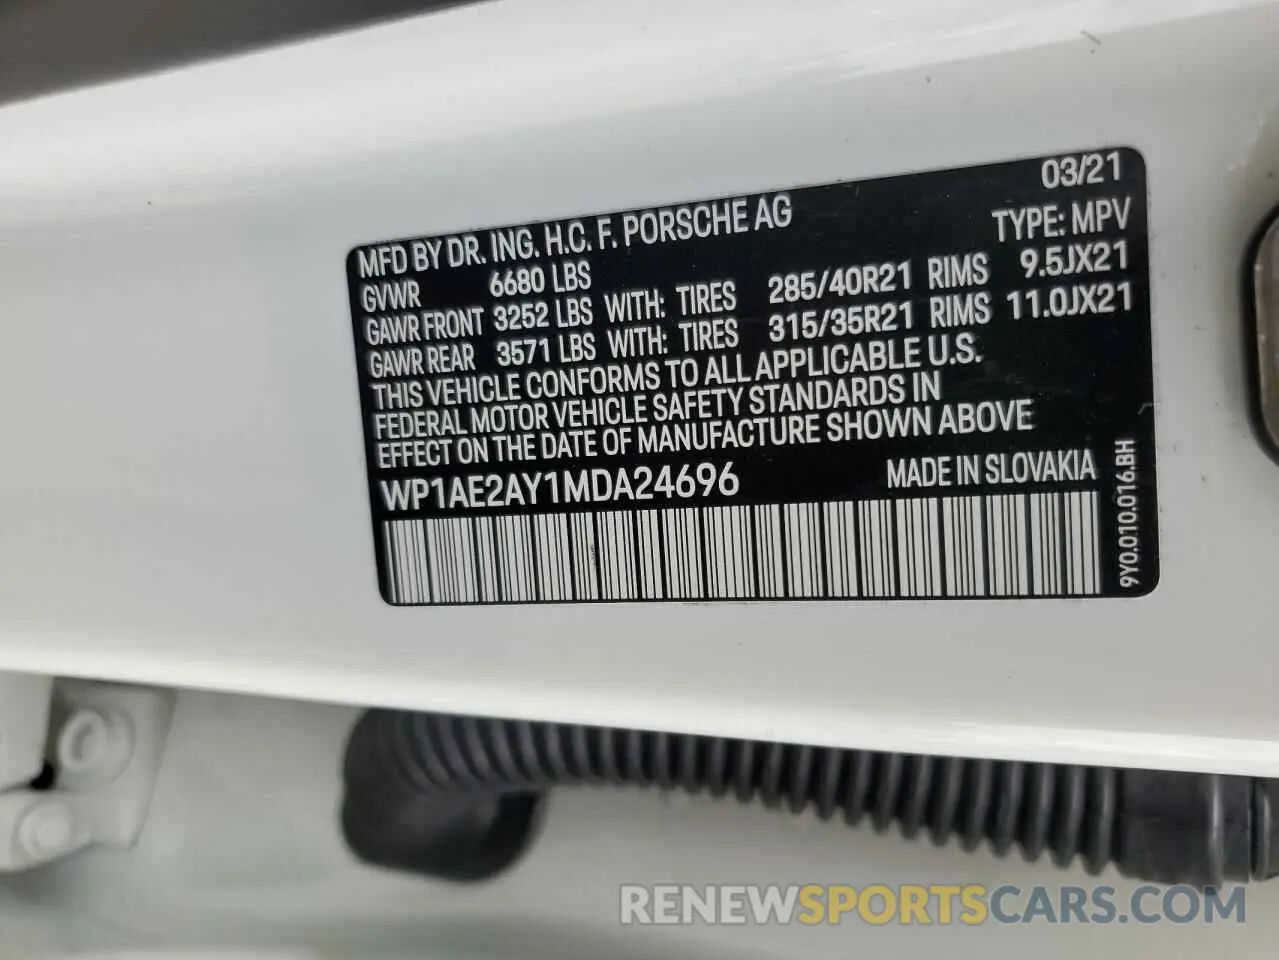 03/21
MFD BY DR. ING. H.C. F. PORSCHE AG TYPE: MPV
GVWR 6680 LBS
GAWR FRONT 3252 LBS WITH: TIRES 285/40R21 RIMS 9.5JX21
GAWR REAR 3571 LBS WITH: TIRES 315/35R21 RIMS 11.0JX21
THIS VEHICLE CONFORMS TO ALL APPLICABLE U.S.
FEDERAL MOTOR VEHICLE SAFETY STANDARDS IN
EFFECT ON THE DATE OF MANUFACTURE SHOWN ABOVE
WP1AE2AY1MDA24696 MADE IN SLOVAKIA
9Y0.010.016.BH
RENEWSPORTSCARS.COM